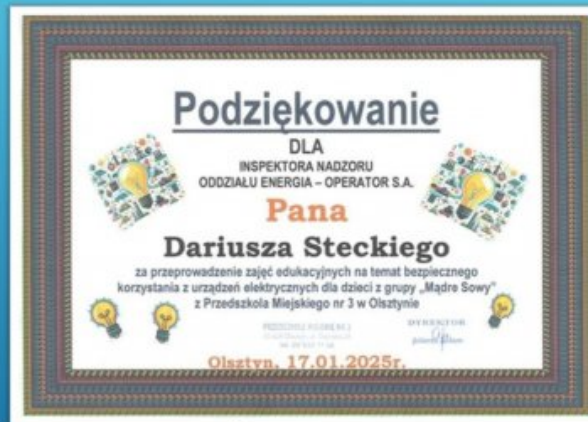 Podziękowanie
DLA
INSPEKTORA NADZORU
ODDZIAŁU ENERGIA – OPERATOR S.A.
Pana
Dariusza Steckiego
za przeprowadzenie zajęć edukacyjnych na temat bezpiecznego
korzystania z urządzeń elektrycznych dla dzieci z grupy „Mądre Sowy”
z Przedszkola Miejskiego nr 3 w Olsztynie
DYREKTOR
Olsztyn, 17.01.2025r.